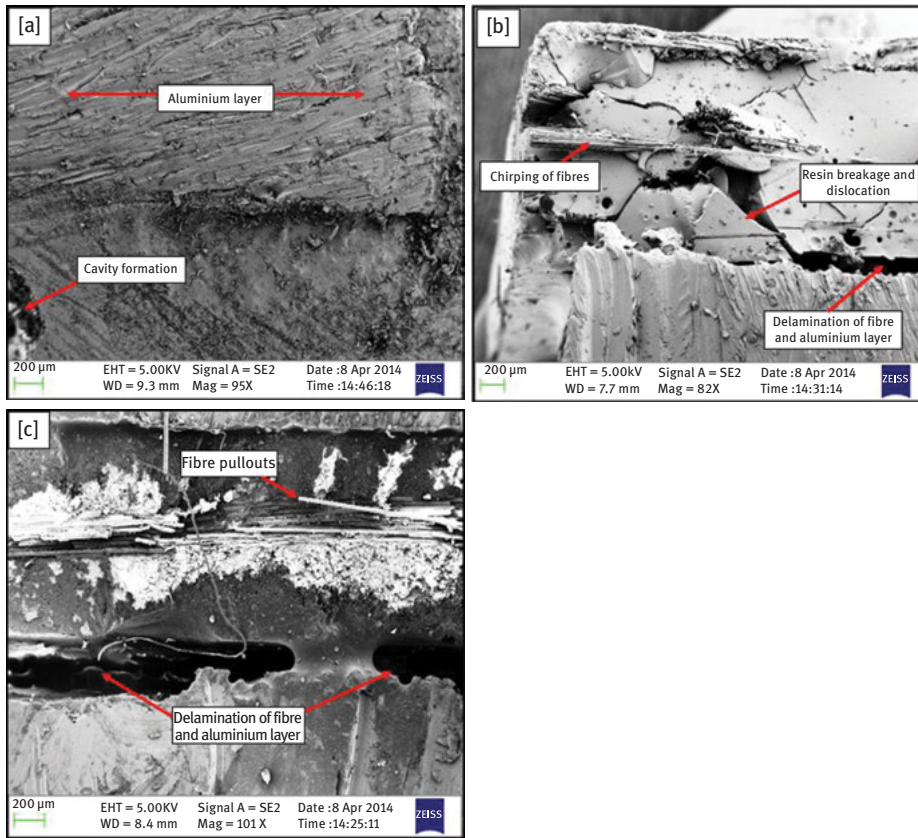 [a]
Aluminium layer
Cavity formation
200 μm
EHT = 5.00KV Signal A = SE2 Date :8 Apr 2014
WD = 9.3 mm Mag = 95X Time :14:46:18
ZEISS
[b]
Chirping of fibres
Resin breakage and
dislocation
Delamination of fibre
and aluminium layer
200 μm
EHT = 5.00kV Signal A = SE2 Date :8 Apr 2014
WD = 7.7 mm Mag = 82X Time :14:31:14
ZEISS
[c]
Fibre pullouts
Delamination of fibre
and aluminium layer
200 μm
EHT = 5.00KV Signal A = SE2 Date :8 Apr 2014
WD = 8.4 mm Mag = 101 X Time :14:25:11
ZEISS